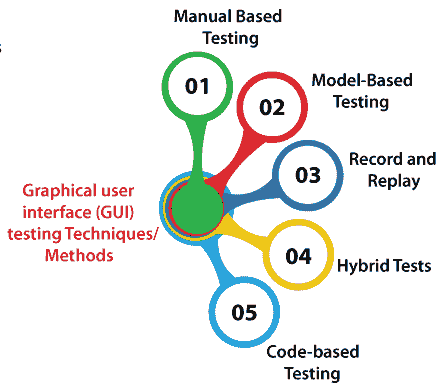 Manual Based
Testing
01
Model-Based
Testing
02
Record and
Replay
03
Graphical user
interface (GUI)
testing Techniques/
Methods
04
Hybrid Tests
05
Code-based
Testing